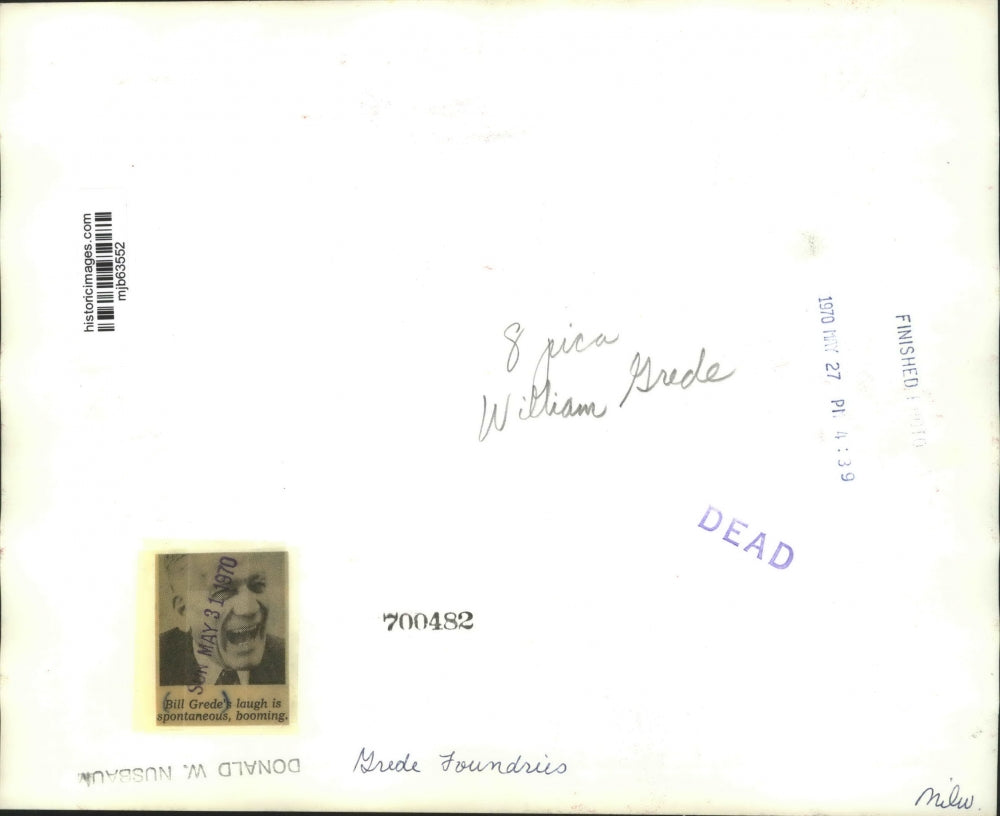 historicimages.com
mjb63552
8 pica
William Grede
1970 MAY 27 PM 4:39
FINISHED
DEAD
SUN MAY 31 1970
Bill Grede's laugh is
spontaneous, booming.
700482
DONALD W. NUSBAUM
Grede Foundries
Milw.